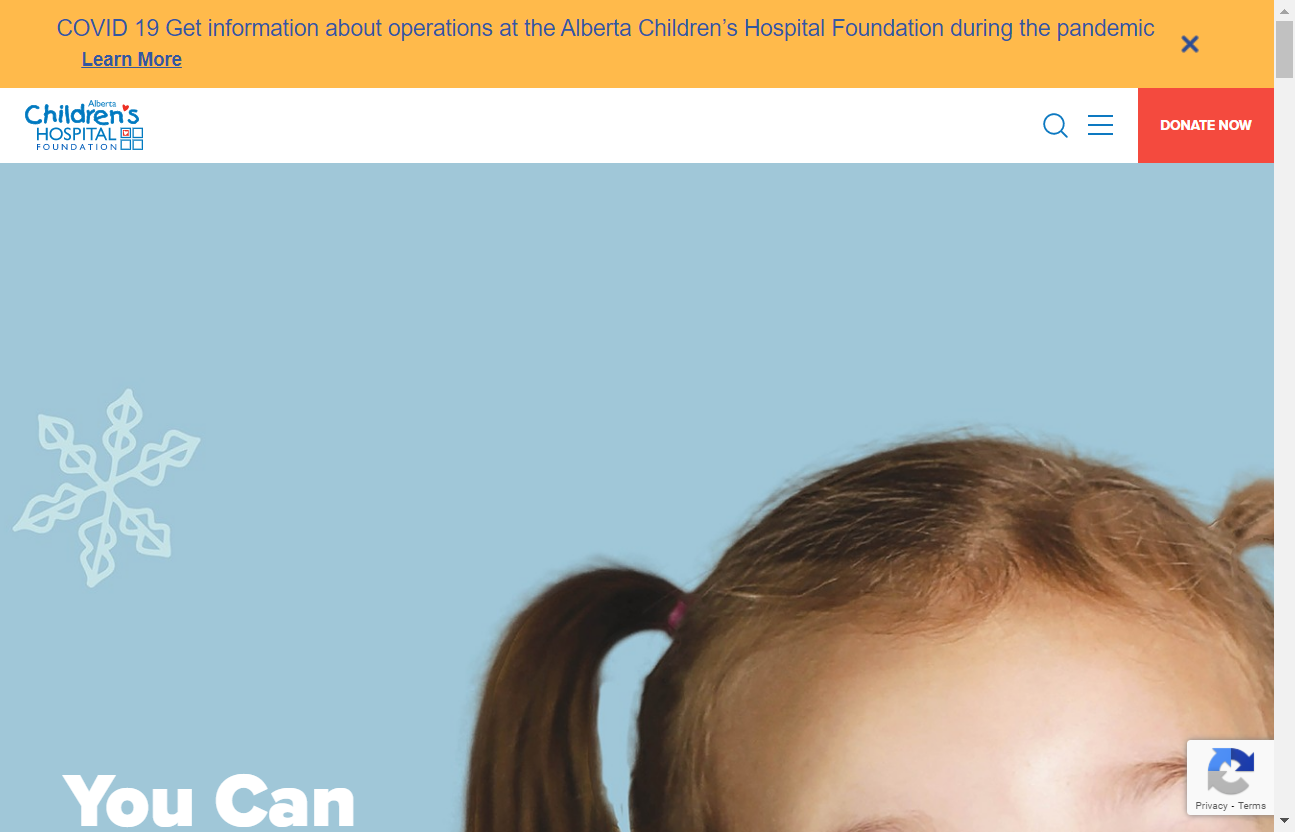 COVID 19 Get information about operations at the Alberta Children’s Hospital Foundation during the pandemic
Learn More
Alberta
Children's
HOSPITAL
FOUNDATION
DONATE NOW
You Can
Privacy - Terms